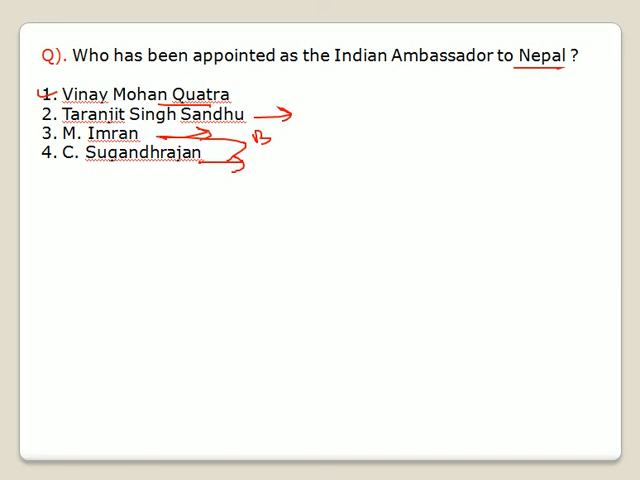 Q). Who has been appointed as the Indian Ambassador to Nepal ?
1. Vinay Mohan Quatra
2. Taranjit Singh Sandhu
3. M. Imran
B
4. C. Sugandhrajan